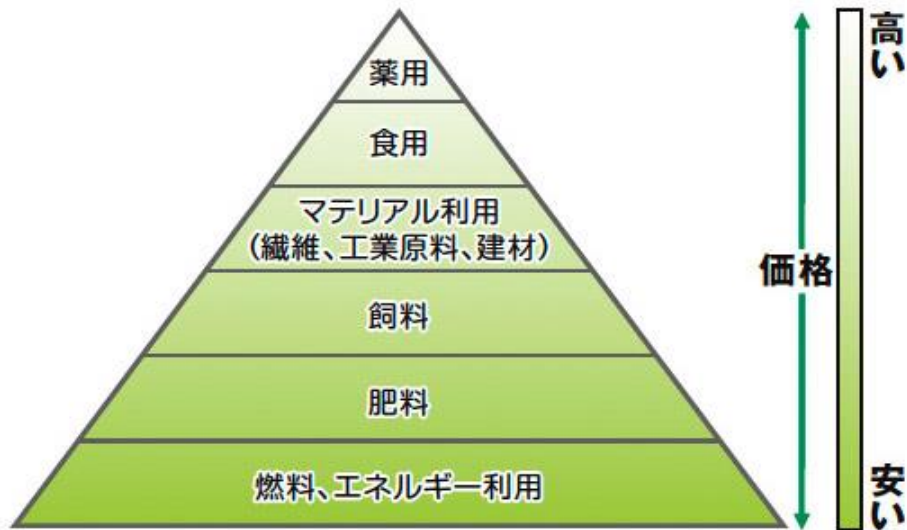 薬用
食用
マテリアル利用
(繊維、工業原料、建材)
飼料
肥料
燃料、エネルギー利用
価格
高い
安い